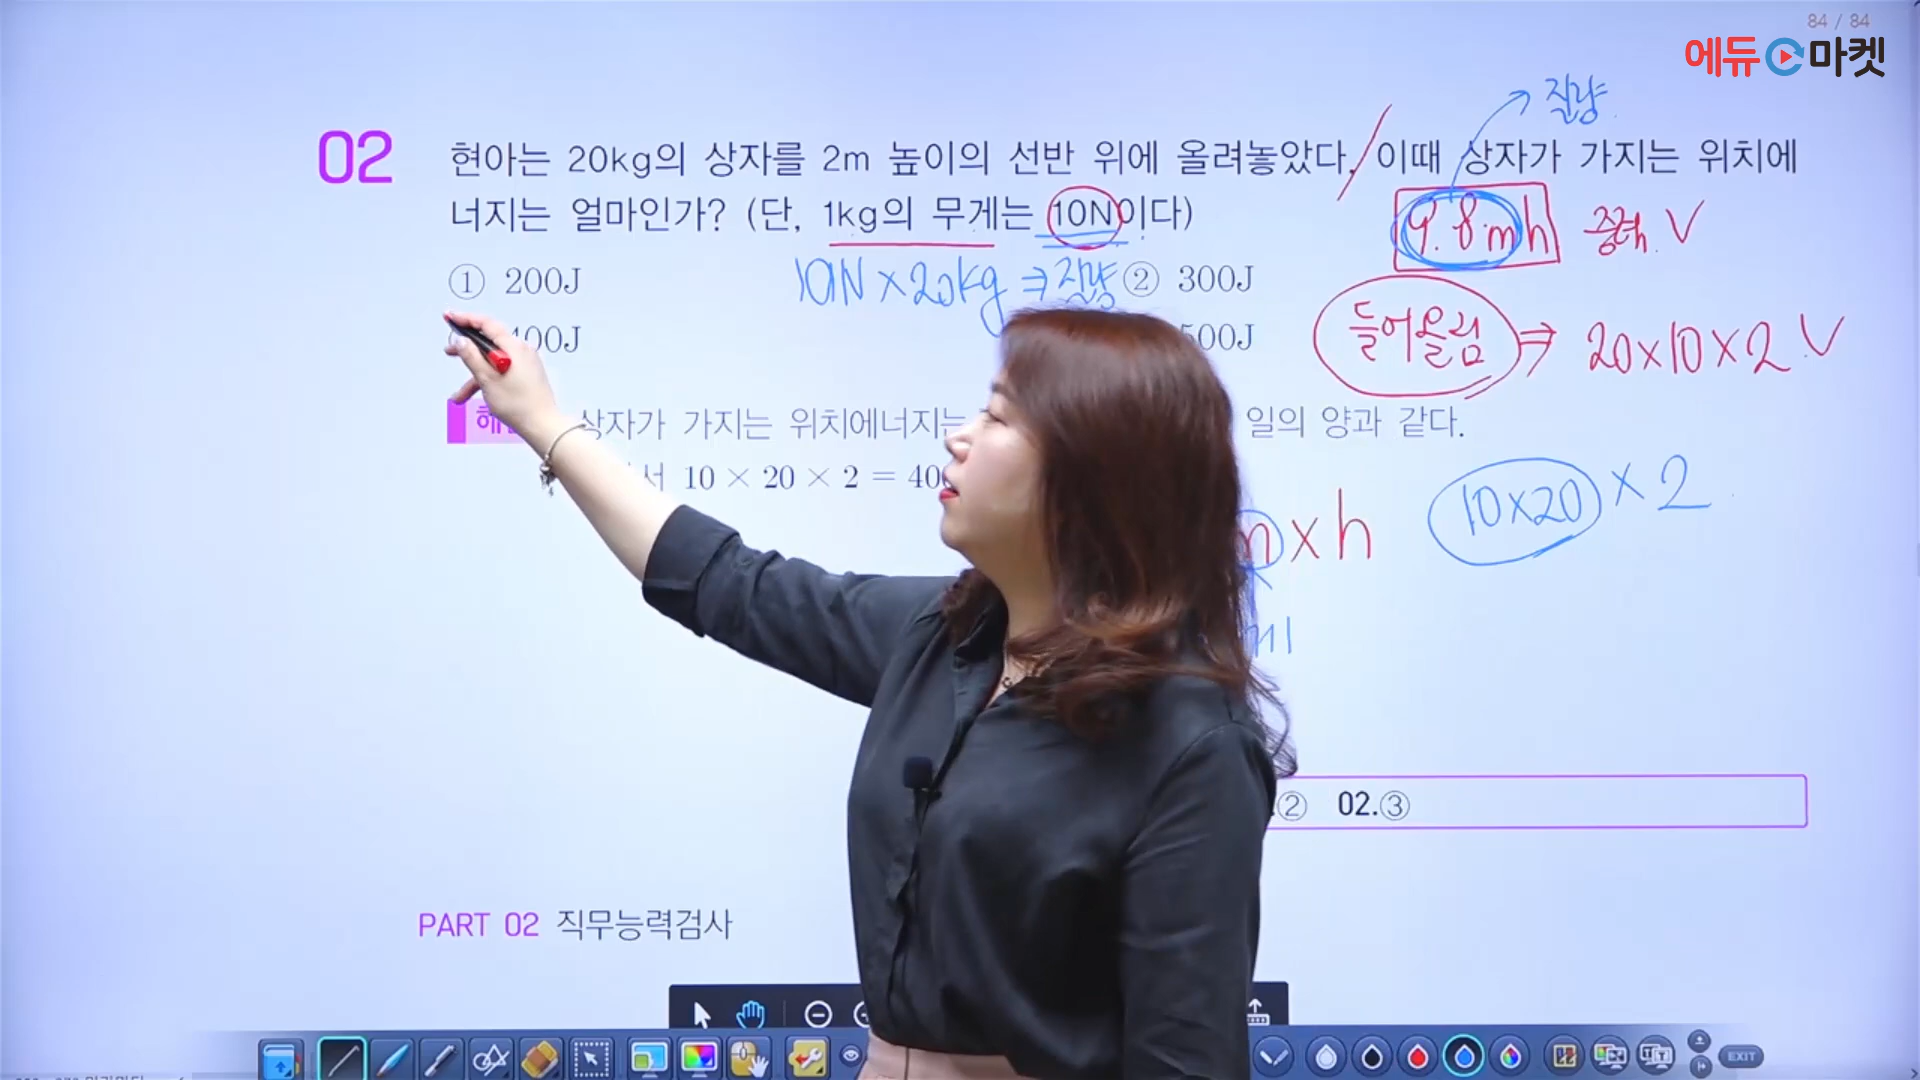 84 / 84
에듀 마켓
질량
02 현아는 20kg의 상자를 2m 높이의 선반 위에 올려놓았다. 이때 상자가 가지는 위치에
너지는 얼마인가? (단, 1kg의 무게는 10N이다)
9.8mh 중력 V
① 200J
10N×20kg ⇒질량
② 300J
00J
500J
들어올림 ⇒ 20×10×2 V
상자가 가지는 위치에너지는 일의 양과 같다.
서 10 × 20 × 2 = 40
m×h
10×20 ×2
② 02.③
PART 02 직무능력검사
EXIT